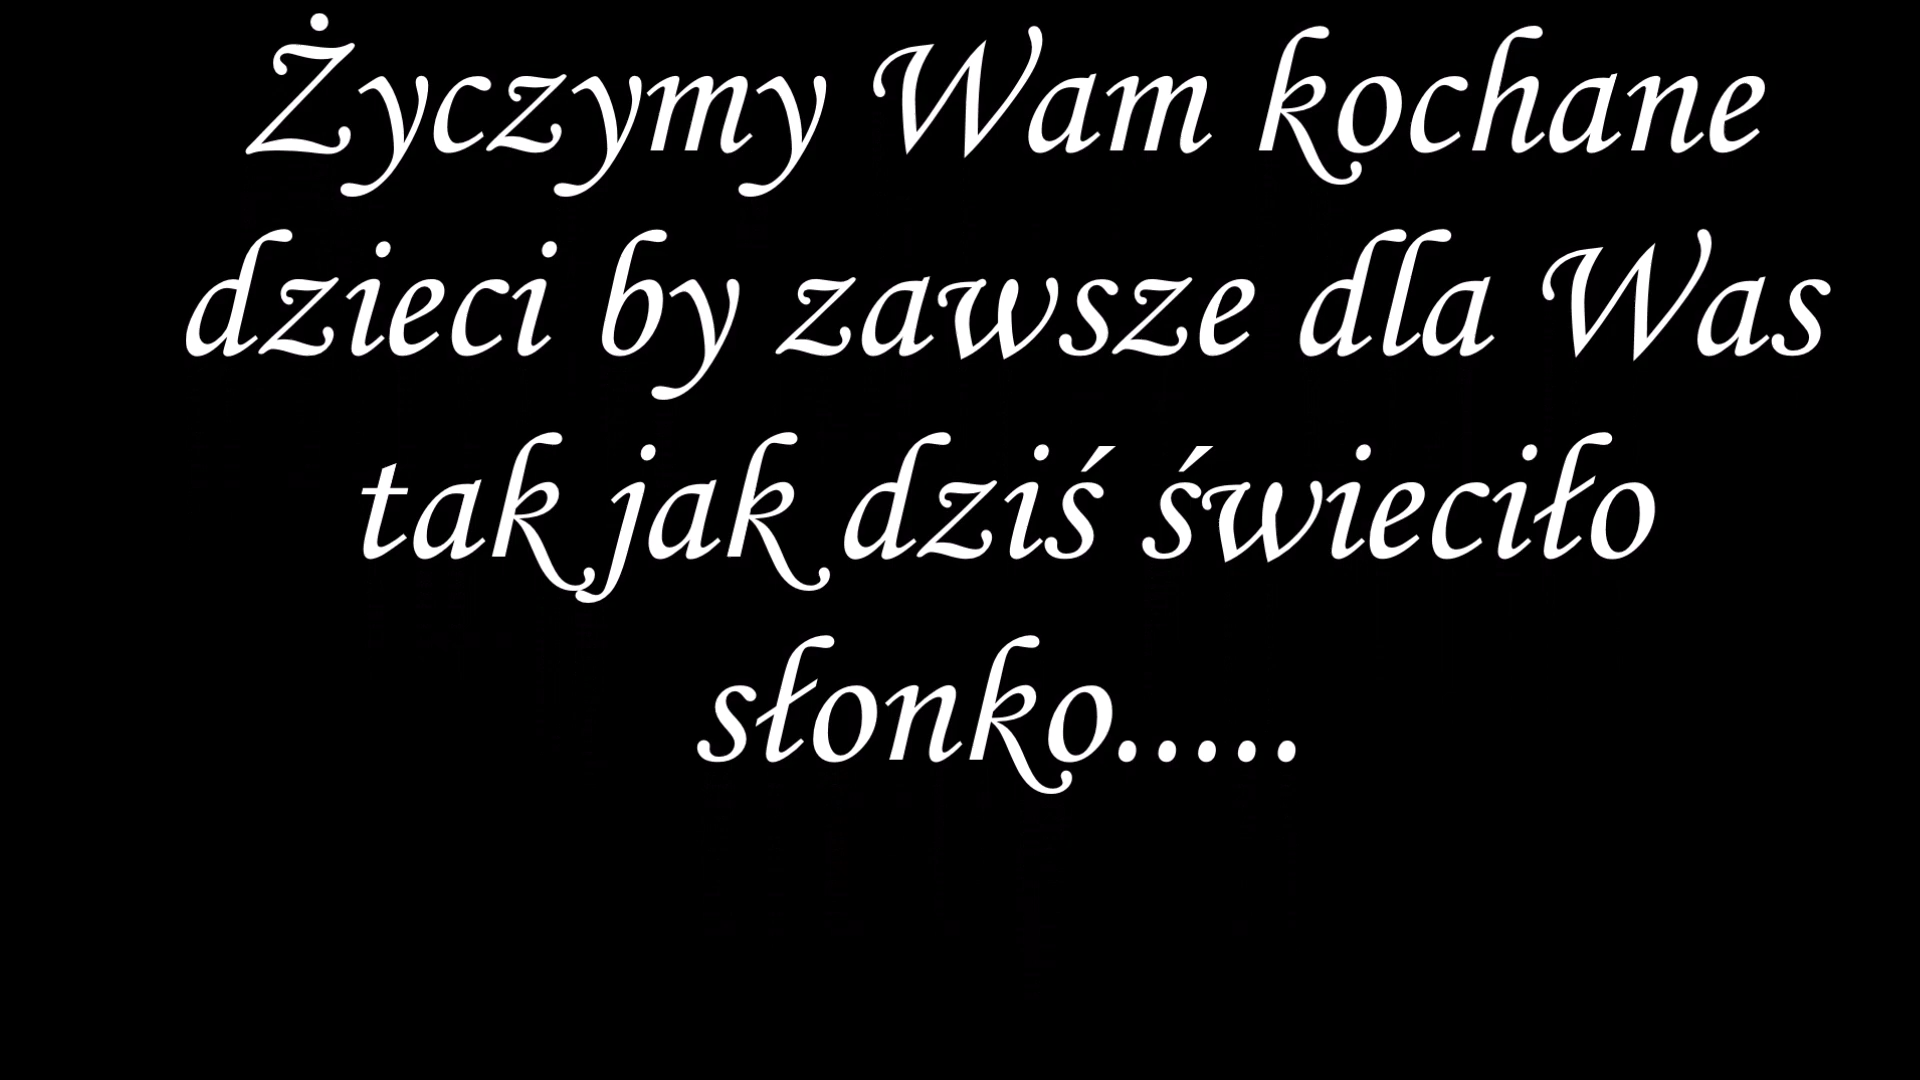 Życzymy Wam kochane
dzieci by zawsze dla Was
tak jak dziś świeciło
słonko.....